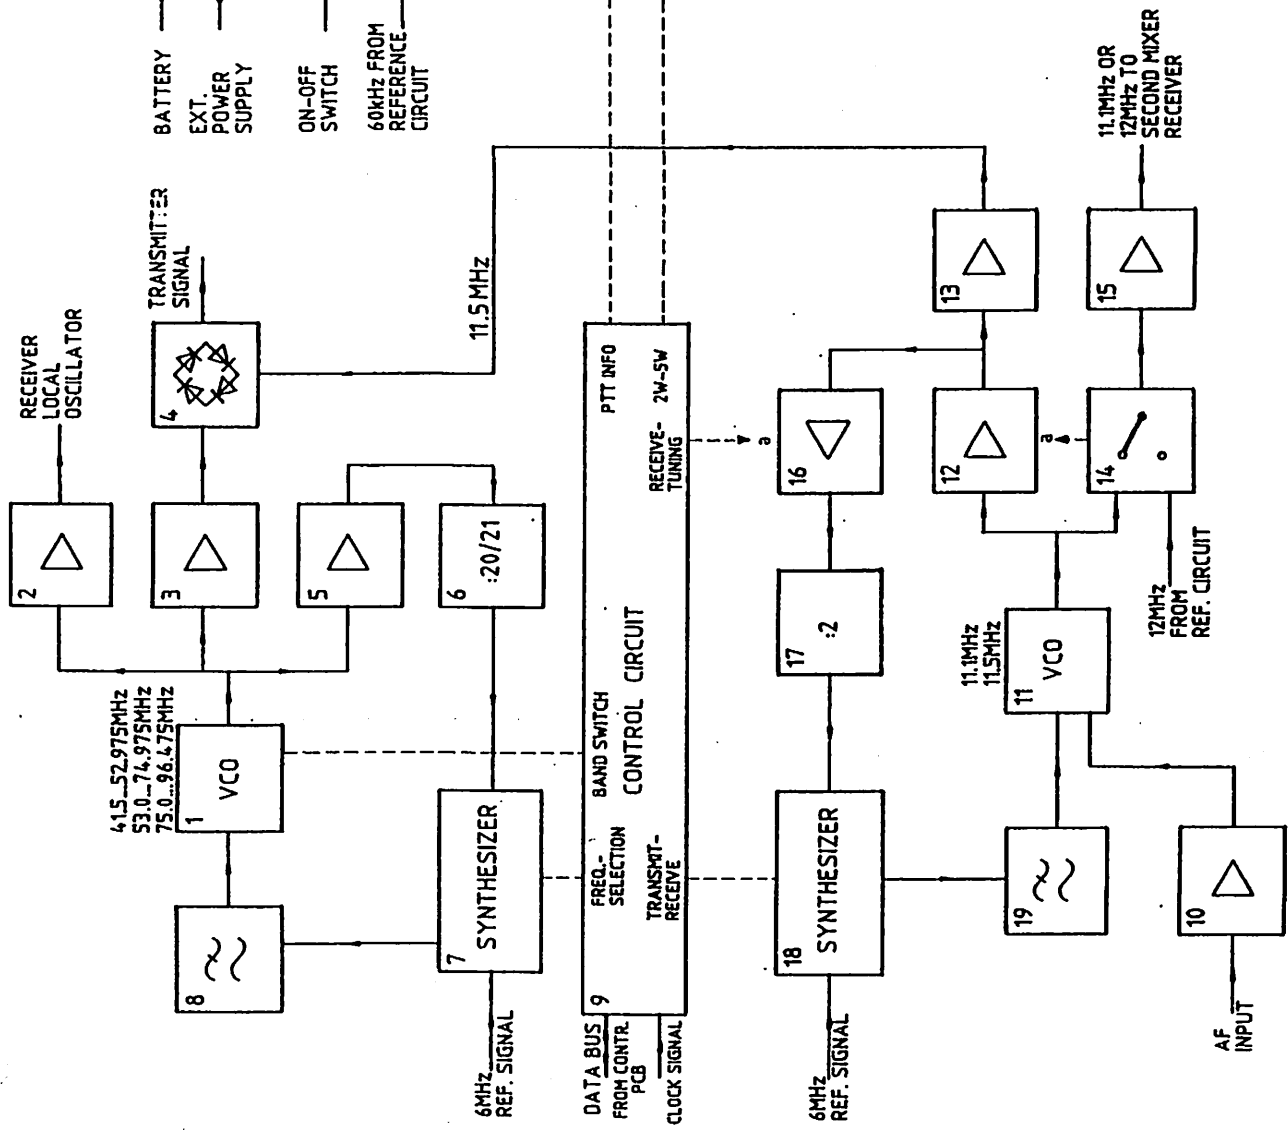 BATTERY
EXT.
POWER
SUPPLY
ON-OFF
SWITCH
60kHz FROM
REFERENCE
CIRCUIT
RECEIVER
LOCAL
OSCILLATOR
TRANSMITTER
SIGNAL
2
3
4
5
6
:20/21
41.5...52.975MHz
53.0...74.975MHz
75.0...96.475MHz
1
VCO
8
7
SYNTHESIZER
6MHz
REF. SIGNAL
11.5MHz
9
DATA BUS
FROM CONTR.
PCB
CLOCK SIGNAL
FREQ.-
SELECTION
BAND SWITCH
CONTROL CIRCUIT
TRANSMIT-
RECEIVE
PTT INFO
RECEIVE-
TUNING
2W-5W
a
16
17
:2
18
SYNTHESIZER
6MHz
REF. SIGNAL
19
10
AF
INPUT
11.1MHz
11.5MHz
11
VCO
12
13
a
14
12MHz
FROM
REF. CIRCUIT
15
11.1MHz OR
12MHz TO
SECOND MIXER
RECEIVER